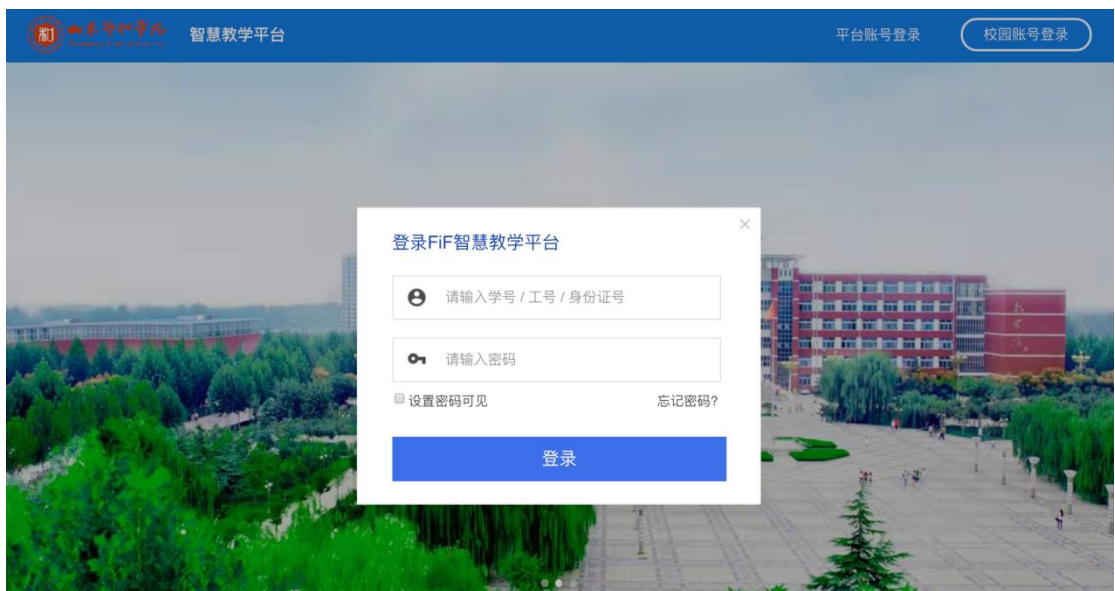 智慧教学平台
平台账号登录
校园账号登录
登录FiF智慧教学平台
请输入学号 / 工号 / 身份证号
请输入密码
设置密码可见
忘记密码?
登录